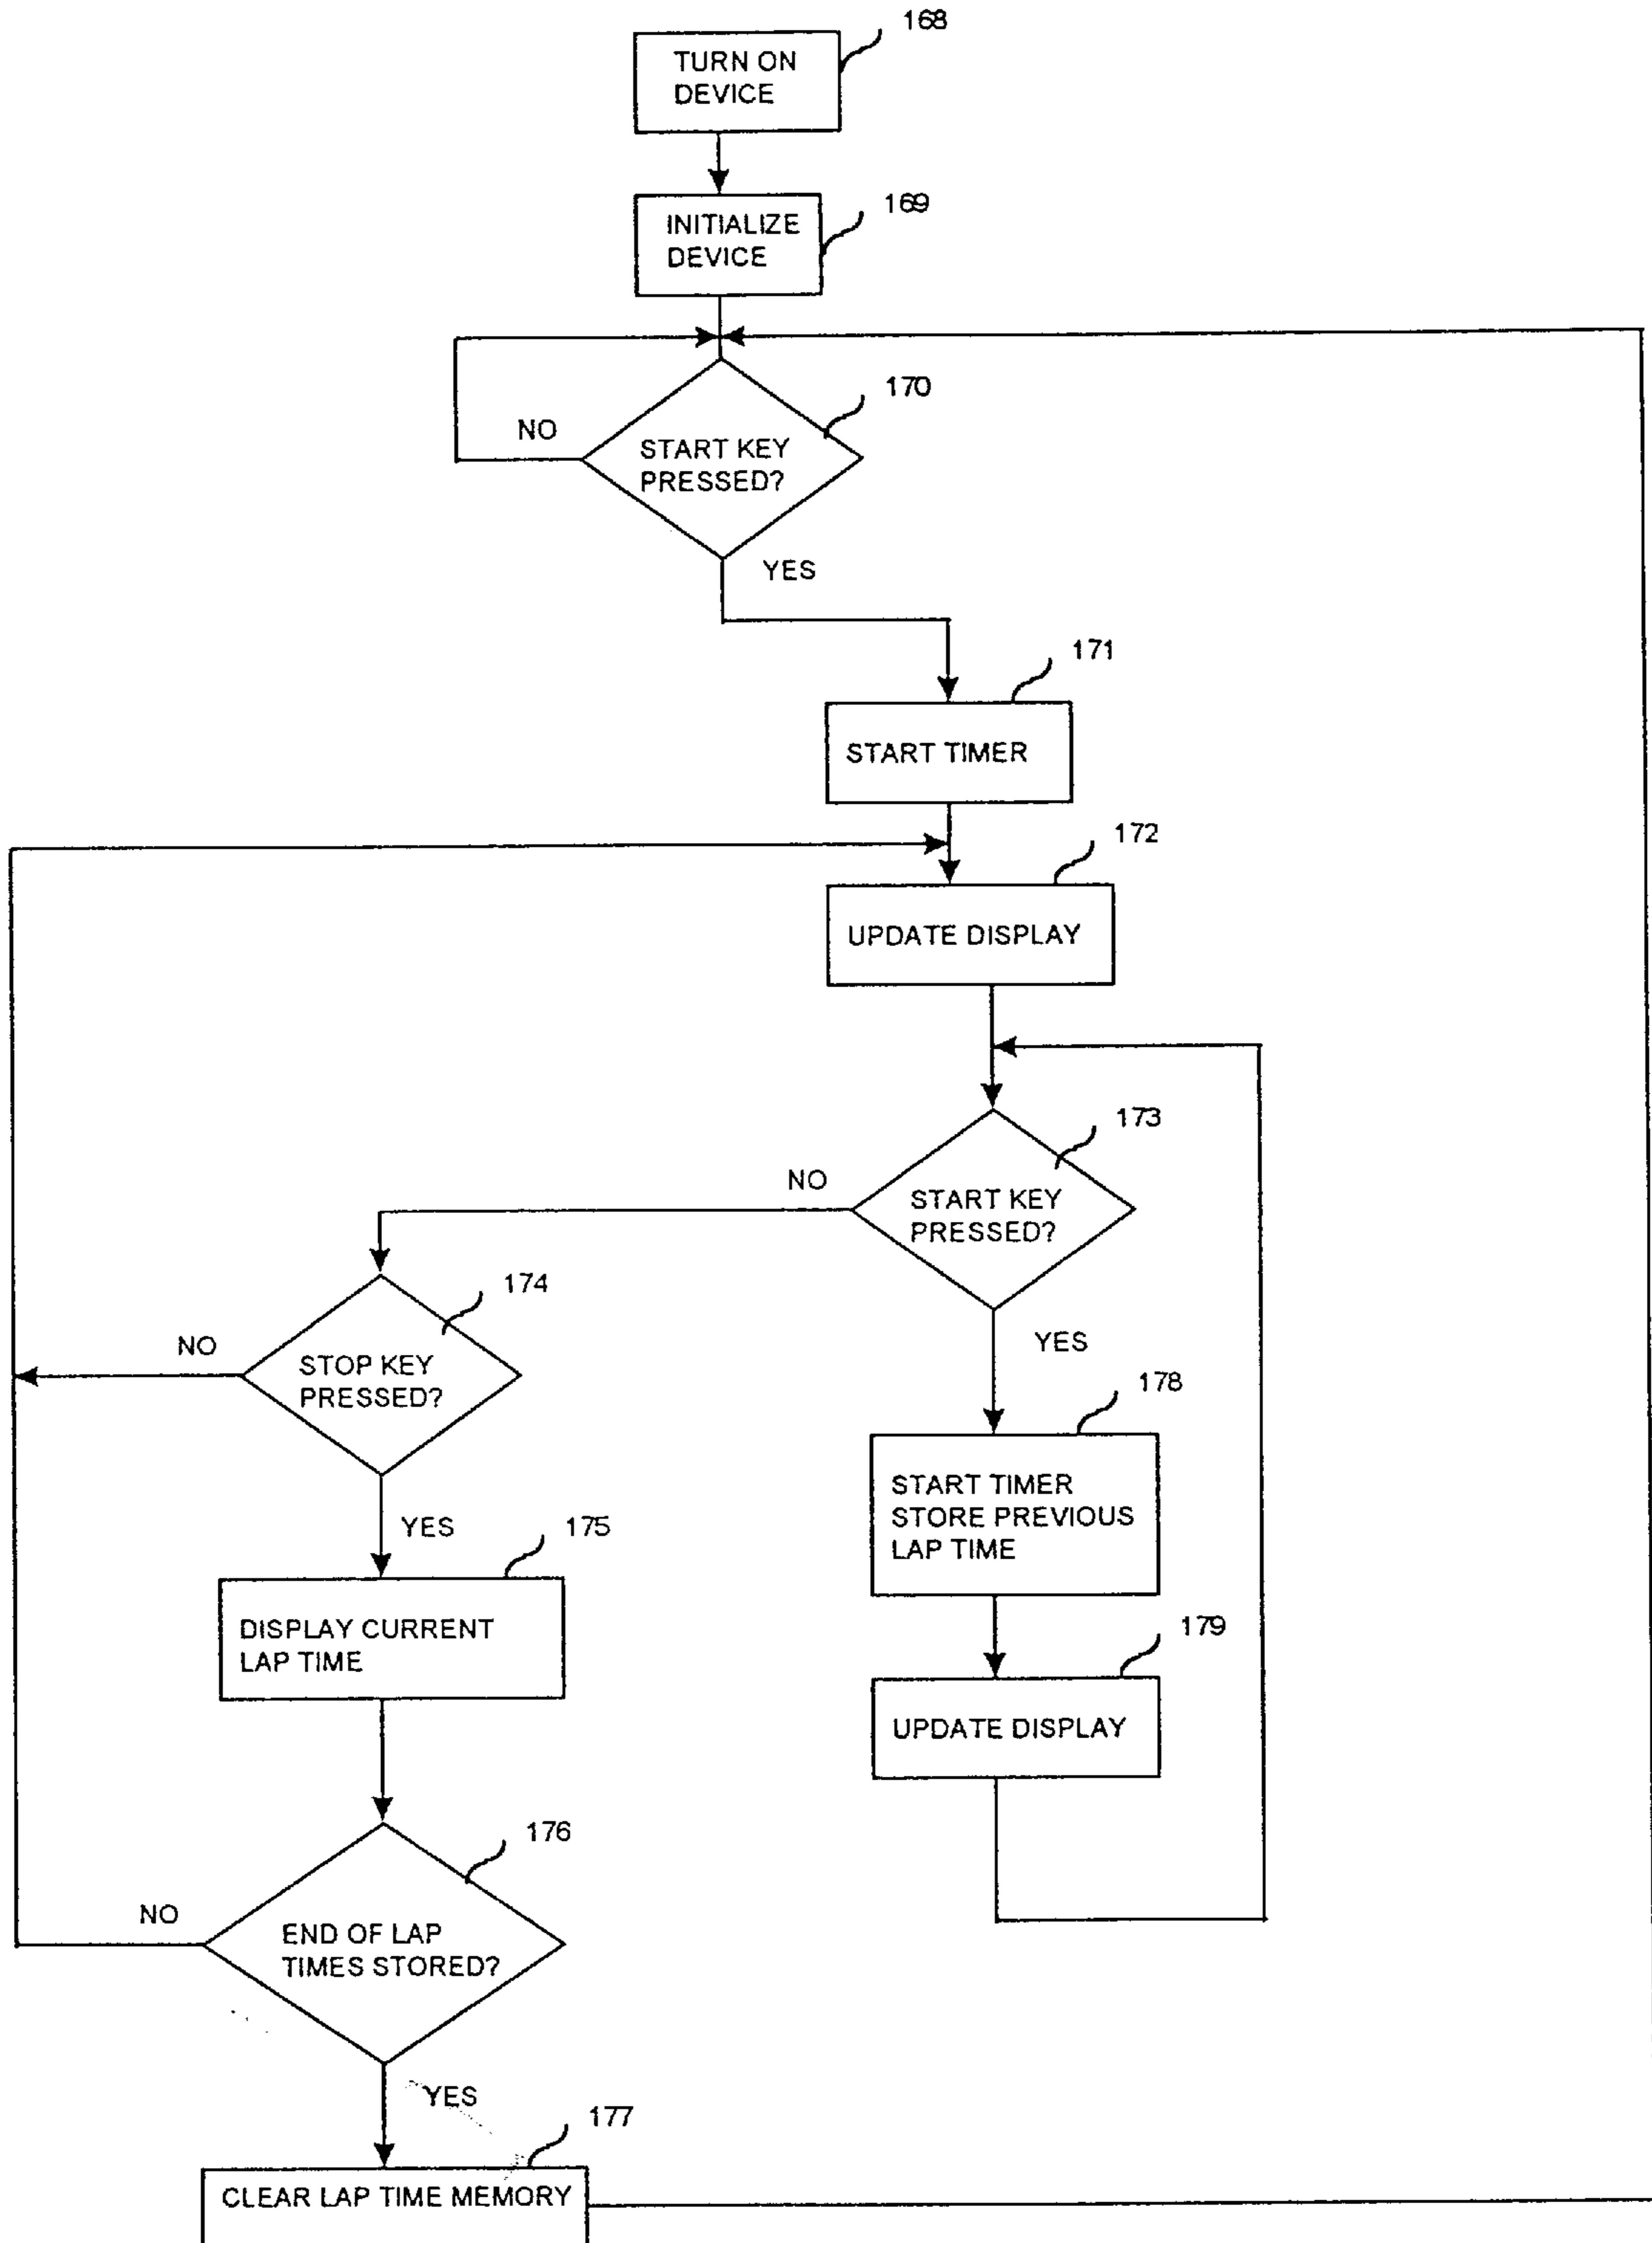 168
TURN ON
DEVICE
169
INITIALIZE
DEVICE
170
NO
START KEY
PRESSED?
YES
171
START TIMER
172
UPDATE DISPLAY
173
NO
START KEY
PRESSED?
174
NO
STOP KEY
PRESSED?
YES
178
START TIMER
STORE PREVIOUS
LAP TIME
YES
175
DISPLAY CURRENT
LAP TIME
179
UPDATE DISPLAY
176
NO
END OF LAP
TIMES STORED?
YES
177
CLEAR LAP TIME MEMORY